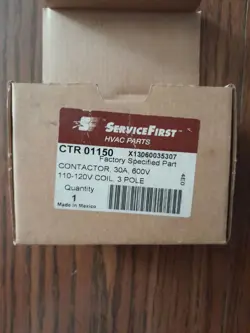 SERVICEFIRST
HVAC PARTS
CTR 01150 X13060035307
Factory Specified Part
CONTACTOR, 30A, 600V
110-120V COIL, 3 POLE
Quantity
1
Made in Mexico